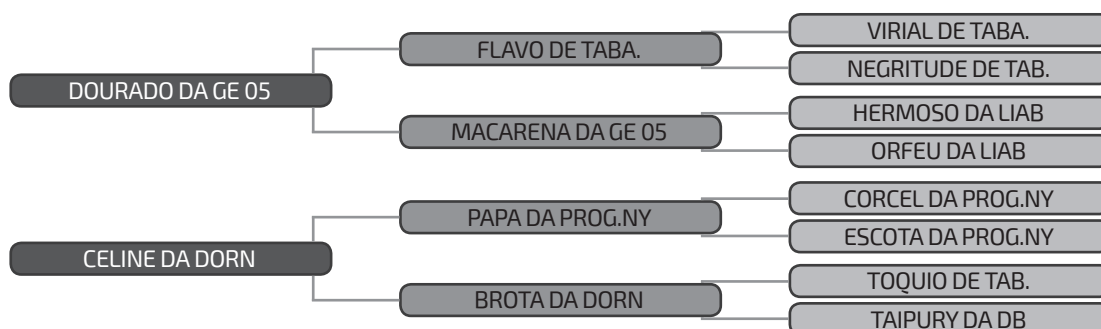 DOURADO DA GE 05
FLAVO DE TABA.
VIRIAL DE TABA.
NEGRITUDE DE TAB.
MACARENA DA GE 05
HERMOSO DA LIAB
ORFEU DA LIAB
CELINE DA DORN
PAPA DA PROG.NY
CORCEL DA PROG.NY
ESCOTA DA PROG.NY
BROTA DA DORN
TOQUIO DE TAB.
TAIPURY DA DB